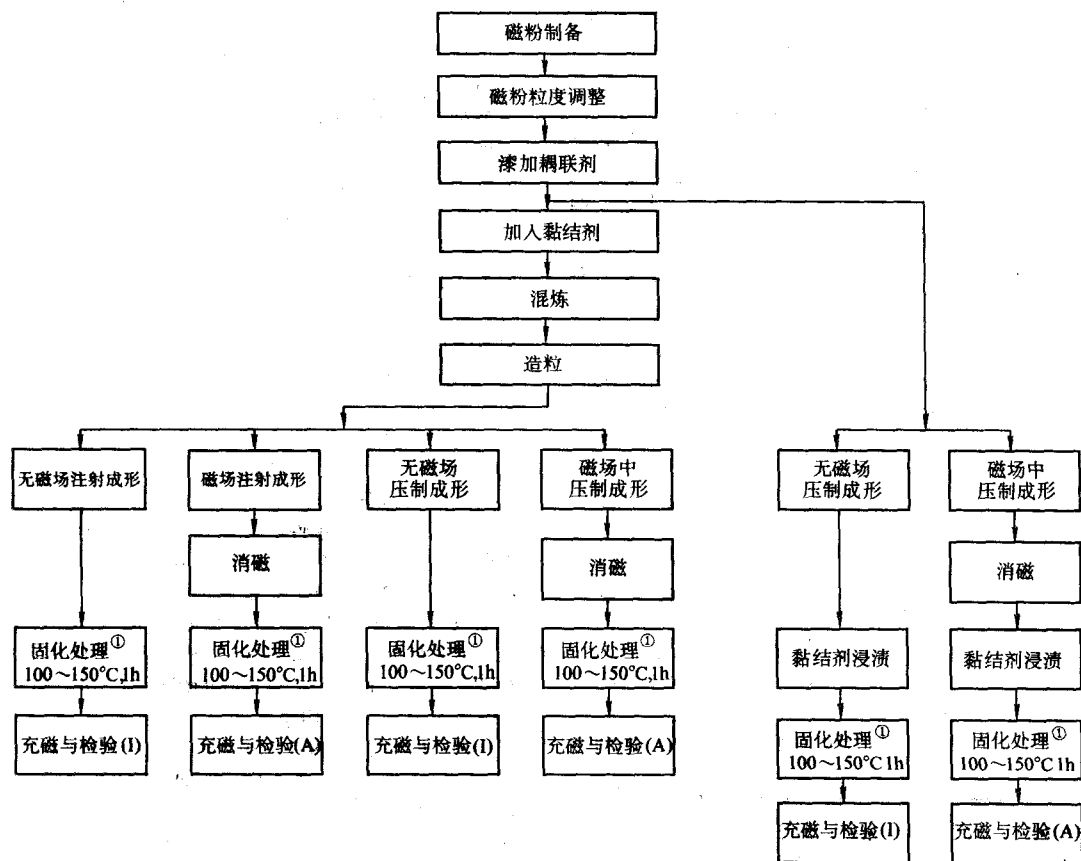 磁粉制备
磁粉粒度调整
漆加耦联剂
加入黏结剂
混炼
造粒
无磁场注射成形
磁场注射成形
无磁场
压制成形
磁场中
压制成形
无磁场
压制成形
磁场中
压制成形
消磁
消磁
消磁
固化处理①
100～150°C,1h
固化处理①
100～150°C,1h
固化处理①
100～150°C,1h
固化处理①
100～150°C,1h
黏结剂浸渍
黏结剂浸渍
充磁与检验(I)
充磁与检验(A)
充磁与检验(I)
充磁与检验(A)
固化处理①
100～150°C 1h
固化处理①
100～150°C 1h
充磁与检验(I)
充磁与检验(A)